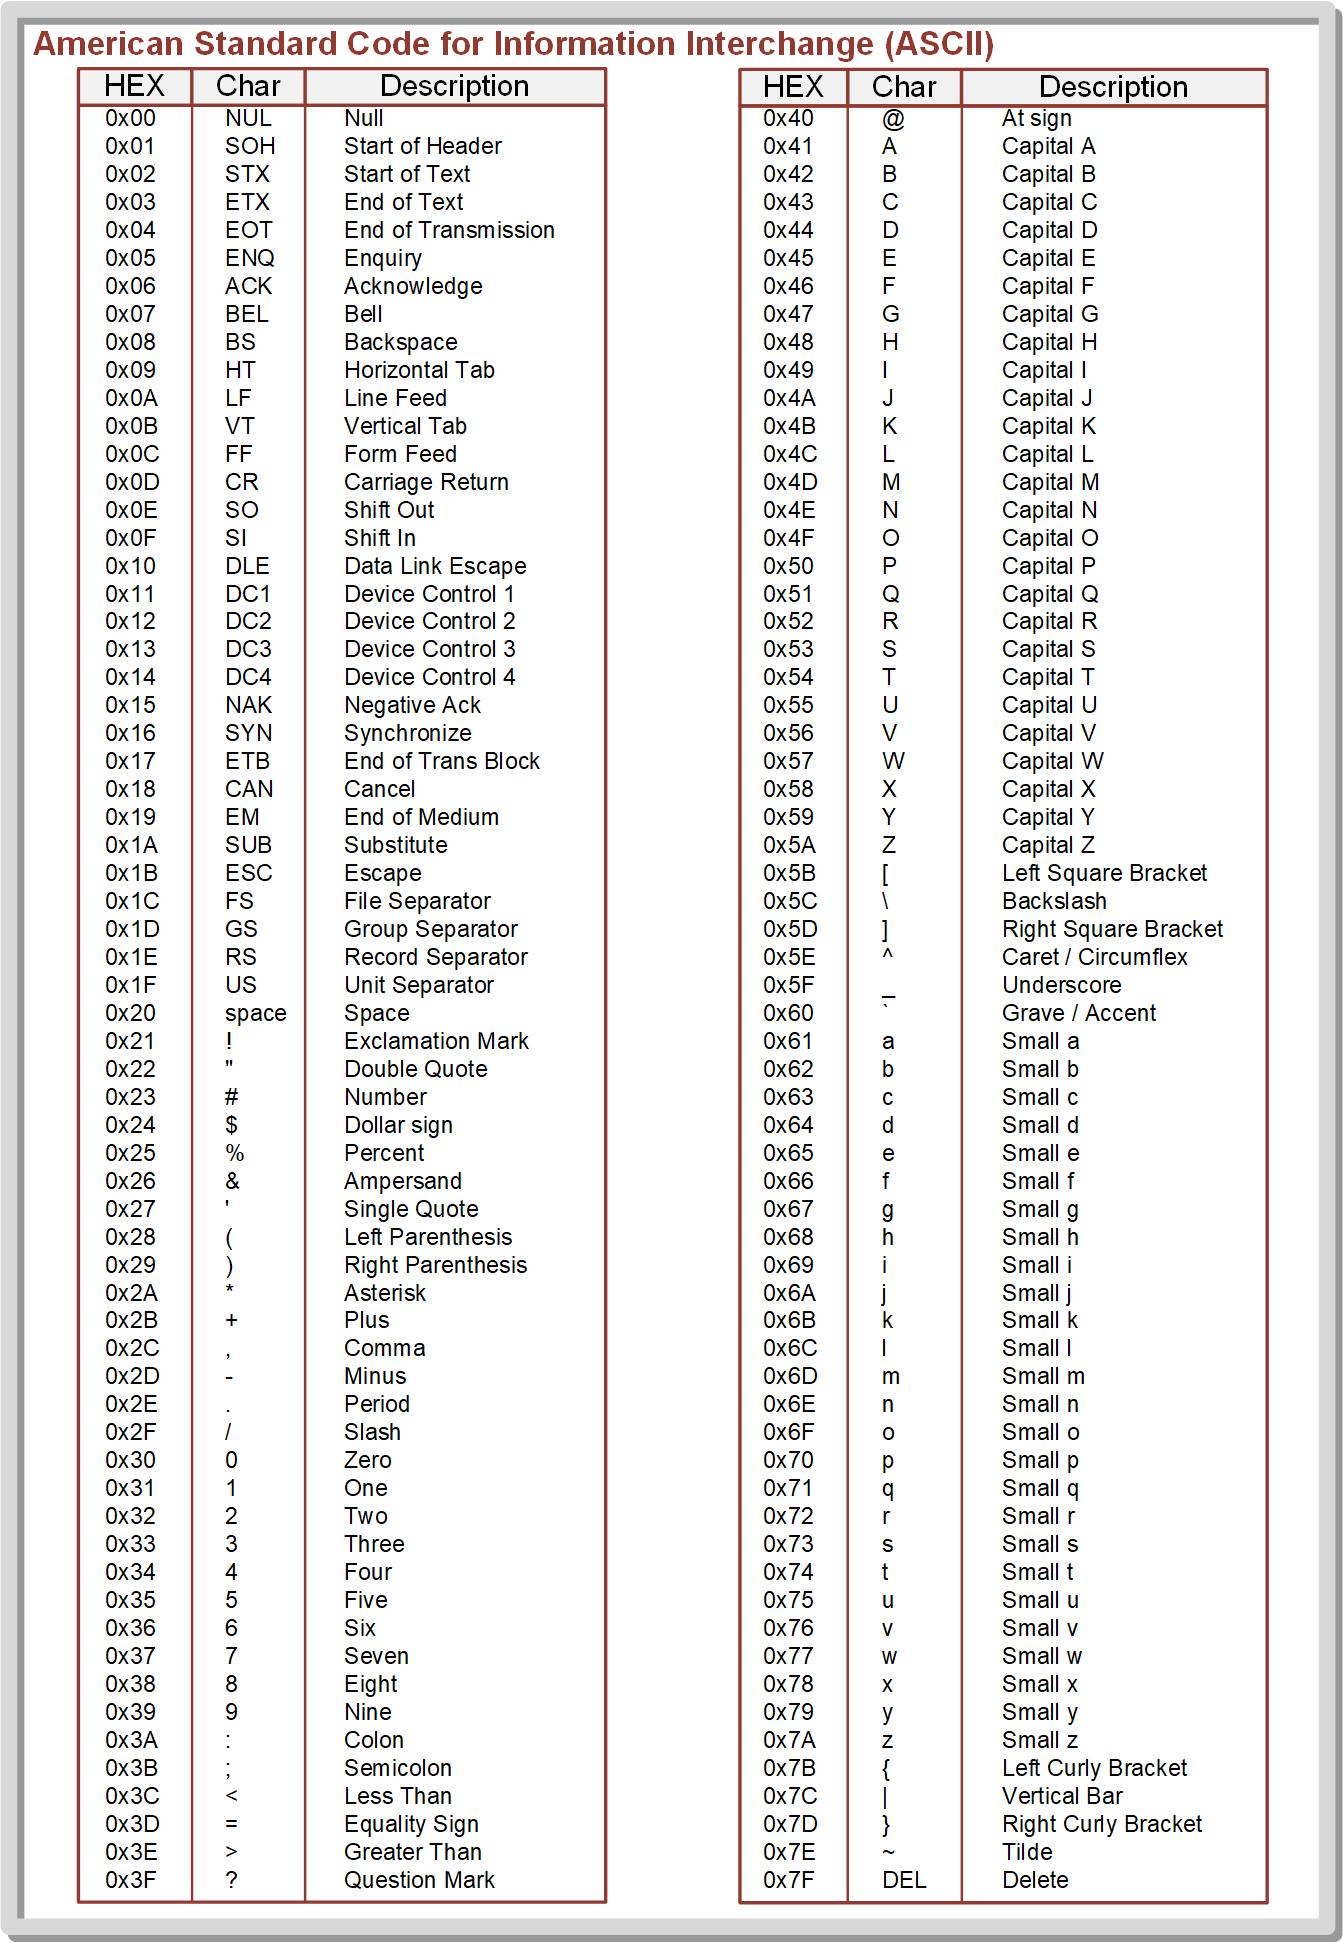 American Standard Code for Information Interchange (ASCII)
HEX Char Description
0x00 NUL Null
0x01 SOH Start of Header
0x02 STX Start of Text
0x03 ETX End of Text
0x04 EOT End of Transmission
0x05 ENQ Enquiry
0x06 ACK Acknowledge
0x07 BEL Bell
0x08 BS Backspace
0x09 HT Horizontal Tab
0x0A LF Line Feed
0x0B VT Vertical Tab
0x0C FF Form Feed
0x0D CR Carriage Return
0x0E SO Shift Out
0x0F SI Shift In
0x10 DLE Data Link Escape
0x11 DC1 Device Control 1
0x12 DC2 Device Control 2
0x13 DC3 Device Control 3
0x14 DC4 Device Control 4
0x15 NAK Negative Ack
0x16 SYN Synchronize
0x17 ETB End of Trans Block
0x18 CAN Cancel
0x19 EM End of Medium
0x1A SUB Substitute
0x1B ESC Escape
0x1C FS File Separator
0x1D GS Group Separator
0x1E RS Record Separator
0x1F US Unit Separator
0x20 space Space
0x21 ! Exclamation Mark
0x22 " Double Quote
0x23 # Number
0x24 $ Dollar sign
0x25 % Percent
0x26 & Ampersand
0x27 ' Single Quote
0x28 ( Left Parenthesis
0x29 ) Right Parenthesis
0x2A * Asterisk
0x2B + Plus
0x2C , Comma
0x2D - Minus
0x2E . Period
0x2F / Slash
0x30 0 Zero
0x31 1 One
0x32 2 Two
0x33 3 Three
0x34 4 Four
0x35 5 Five
0x36 6 Six
0x37 7 Seven
0x38 8 Eight
0x39 9 Nine
0x3A : Colon
0x3B ; Semicolon
0x3C < Less Than
0x3D = Equality Sign
0x3E > Greater Than
0x3F ? Question Mark
HEX Char Description
0x40 @ At sign
0x41 A Capital A
0x42 B Capital B
0x43 C Capital C
0x44 D Capital D
0x45 E Capital E
0x46 F Capital F
0x47 G Capital G
0x48 H Capital H
0x49 I Capital I
0x4A J Capital J
0x4B K Capital K
0x4C L Capital L
0x4D M Capital M
0x4E N Capital N
0x4F O Capital O
0x50 P Capital P
0x51 Q Capital Q
0x52 R Capital R
0x53 S Capital S
0x54 T Capital T
0x55 U Capital U
0x56 V Capital V
0x57 W Capital W
0x58 X Capital X
0x59 Y Capital Y
0x5A Z Capital Z
0x5B [ Left Square Bracket
0x5C \ Backslash
0x5D ] Right Square Bracket
0x5E ^ Caret / Circumflex
0x5F _ Underscore
0x60 ` Grave / Accent
0x61 a Small a
0x62 b Small b
0x63 c Small c
0x64 d Small d
0x65 e Small e
0x66 f Small f
0x67 g Small g
0x68 h Small h
0x69 i Small i
0x6A j Small j
0x6B k Small k
0x6C l Small l
0x6D m Small m
0x6E n Small n
0x6F o Small o
0x70 p Small p
0x71 q Small q
0x72 r Small r
0x73 s Small s
0x74 t Small t
0x75 u Small u
0x76 v Small v
0x77 w Small w
0x78 x Small x
0x79 y Small y
0x7A z Small z
0x7B { Left Curly Bracket
0x7C | Vertical Bar
0x7D } Right Curly Bracket
0x7E ~ Tilde
0x7F DEL Delete